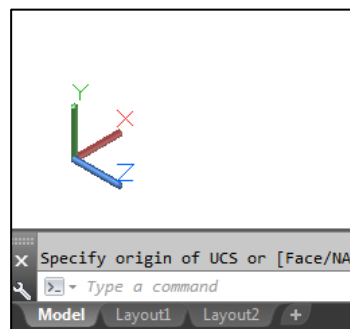 Y
X
Z
Specify origin of UCS or [Face/NA
Type a command
Model Layout1 Layout2 +